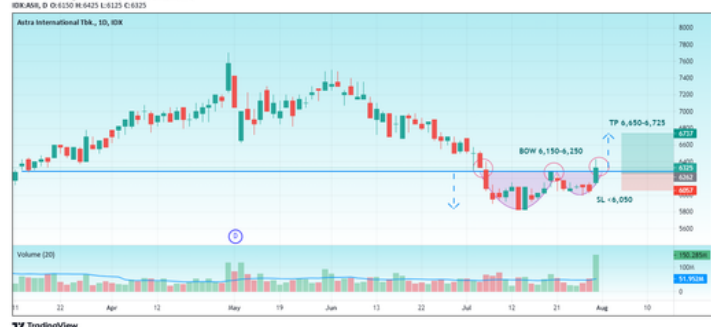 IDX:ASII, D O:6150 H:6425 L:6125 C:6325
Astra International Tbk., 1D, IDX
8000
7800
7600
7400
7200
7000
6800
TP 6,650-6,725
6737
6600
BOW 6,150-6,250
6400
6325
6262
6057
SL <6,050
5800
5600
D
Volume (20)
150.285M
100M
51.952M
11 22 Apr 11 20 May 19 Jun 13 22 Jul 12 21 Aug 10
TradingView